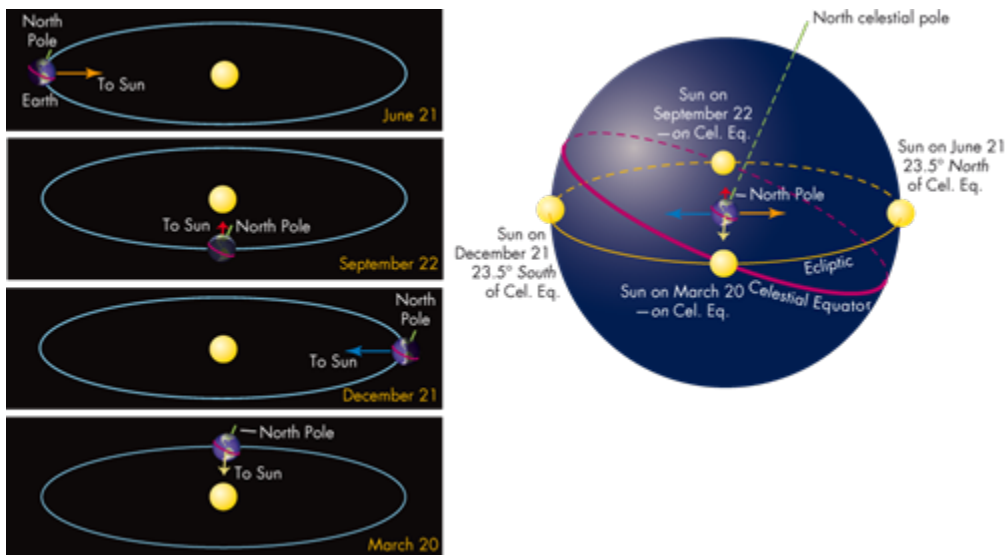 North
Pole
To Sun
Earth
June 21
To Sun
North Pole
September 22
North
Pole
To Sun
December 21
North Pole
To Sun
March 20
North celestial pole
Sun on
September 22
—on Cel. Eq.
Sun on June 21
23.5° North
of Cel. Eq.
North Pole
Sun on
December 21
23.5° South
of Cel. Eq.
Ecliptic
Sun on March 20
—on Cel. Eq.
Celestial Equator